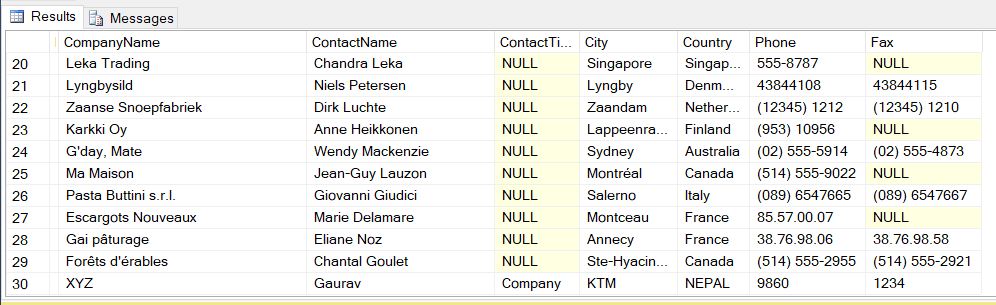 Results Messages
CompanyName ContactName ContactTi... City Country Phone Fax
20 Leka Trading Chandra Leka NULL Singapore Singap... 555-8787 NULL
21 Lyngbysild Niels Petersen NULL Lyngby Denm... 43844108 43844115
22 Zaanse Snoepfabriek Dirk Luchte NULL Zaandam Nether... (12345) 1212 (12345) 1210
23 Karkki Oy Anne Heikkonen NULL Lappeenra... Finland (953) 10956 NULL
24 G'day, Mate Wendy Mackenzie NULL Sydney Australia (02) 555-5914 (02) 555-4873
25 Ma Maison Jean-Guy Lauzon NULL Montréal Canada (514) 555-9022 NULL
26 Pasta Buttini s.r.l. Giovanni Giudici NULL Salerno Italy (089) 6547665 (089) 6547667
27 Escargots Nouveaux Marie Delamare NULL Montceau France 85.57.00.07 NULL
28 Gai pâturage Eliane Noz NULL Annecy France 38.76.98.06 38.76.98.58
29 Forêts d'érables Chantal Goulet NULL Ste-Hyacin... Canada (514) 555-2955 (514) 555-2921
30 XYZ Gaurav Company KTM NEPAL 9860 1234